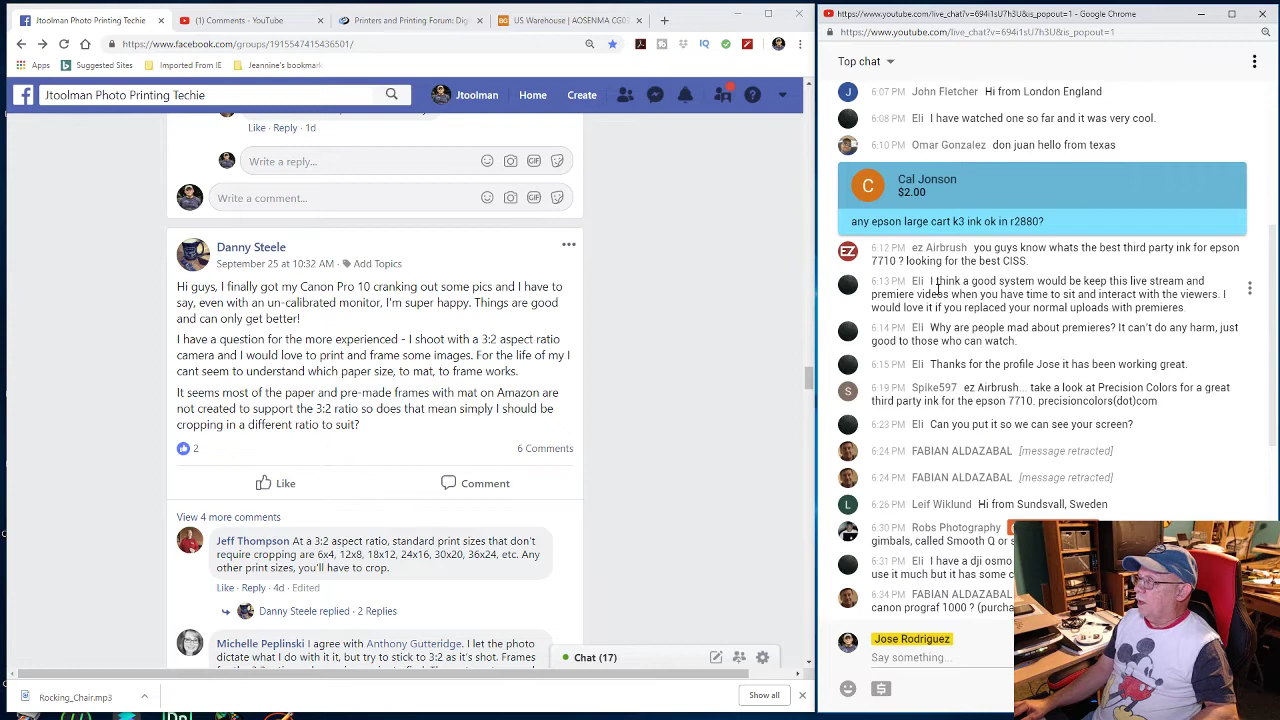 Jtoolman Photo Printing Techie
(1) Comments - YouTube
Printers and Printing Forum: Dig
US Warehouse | AOSENMA CG03
https://www.youtube.com/live_chat?v=694i1sU7h3U&is_popout=1 - Google Chrome
https://www.facebook.com/groups/191554743436501/
https://www.youtube.com/live_chat?v=694i1sU7h3U&is_popout=1
Apps
Suggested Sites
Imported From IE
Jeannine's bookmark
Jtoolman Photo Printing Techie
Jtoolman
Home
Create
Like · Reply · 1d
Write a reply...
Write a comment...
Danny Steele
September 25 at 10:32 AM · Add Topics
Hi guys, I finally got my Canon Pro 10 cranking out some pics and I have to
say, even with an un-calibrated monitor, I'm super happy. Things are good
and can only get better!
I have a question for the more experienced - I shoot with a 3:2 aspect ratio
camera and I would love to print and frame some images. For the life of my I
cant seem to understand which paper size, to mat, to frame works.
It seems most of the paper and pre-made frames with mat on Amazon are
not created to support the 3:2 ratio so does that mean simply I should be
cropping in a different ratio to suit?
2
6 Comments
Like
Comment
View 4 more comments
Jeff Thompson At a 3:2 aspect ratio, standard print sizes that don't
require cropping are 6x4, 12x8, 18x12, 24x16, 30x20, 36x24, etc. Any
other print sizes, you'll have to crop.
Like · Reply · 4d · Edited
Danny Steele replied · 2 Replies
Michelle Peplinski I agree with Anthony Gutteridge. I let the photo
dictate what I do with it, but try to stick to 3:2 as it's shot. Frames
Chat (17)
Rocking_Chair.mp3
Show all
Top chat
J
6:07 PM John Fletcher Hi from London England
6:08 PM Eli I have watched one so far and it was very cool.
6:10 PM Omar Gonzalez don juan hello from texas
C
Cal Jonson
$2.00
any epson large cart k3 ink ok in r2880?
EZ
6:12 PM ez Airbrush you guys know whats the best third party ink for epson
7710 ? looking for the best CISS.
6:13 PM Eli I think a good system would be keep this live stream and
premiere videos when you have time to sit and interact with the viewers. I
would love it if you replaced your normal uploads with premieres.
6:14 PM Eli Why are people mad about premieres? It can't do any harm, just
good to those who can watch.
6:15 PM Eli Thanks for the profile Jose it has been working great.
S
6:19 PM Spike597 ez Airbrush... take a look at Precision Colors for a great
third party ink for the epson 7710. precisioncolors(dot)com
6:23 PM Eli Can you put it so we can see your screen?
6:24 PM FABIAN ALDAZABAL [message retracted]
6:24 PM FABIAN ALDAZABAL [message retracted]
L
6:26 PM Leif Wiklund Hi from Sundsvall, Sweden
6:30 PM Robs Photography
gimbals, called Smooth Q or s
6:31 PM Eli I have a dji osmo
use it much but it has some c
6:34 PM FABIAN ALDAZABAL
canon prograf 1000 ? (purcha
Jose Rodriguez
Say something...